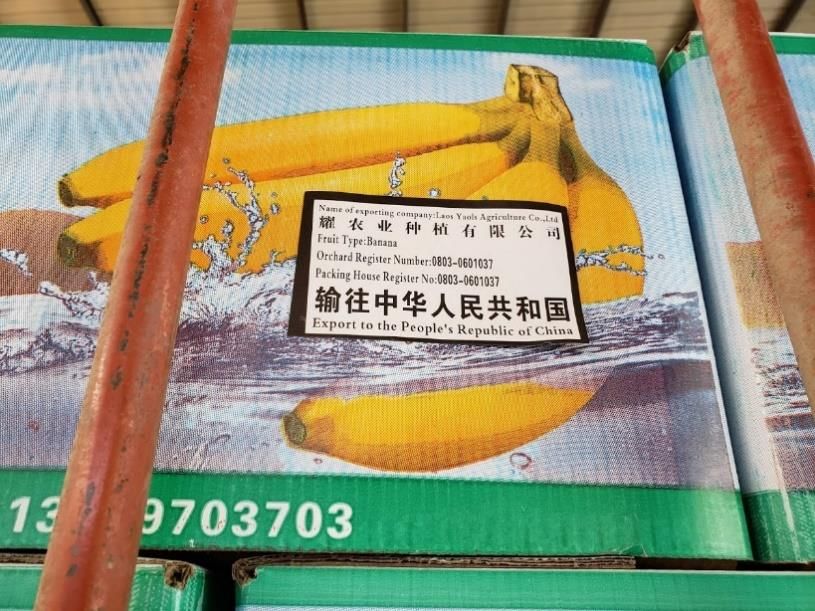 Name of exporting company:Laos Yaols Agriculture Co.,Ltd
耀农业种植有限公司
Fruit Type:Banana
Orchard Register Number:0803-0601037
Packing House Register No:0803-0601037
输往中华人民共和国
Export to the People's Republic of China
13 9703703